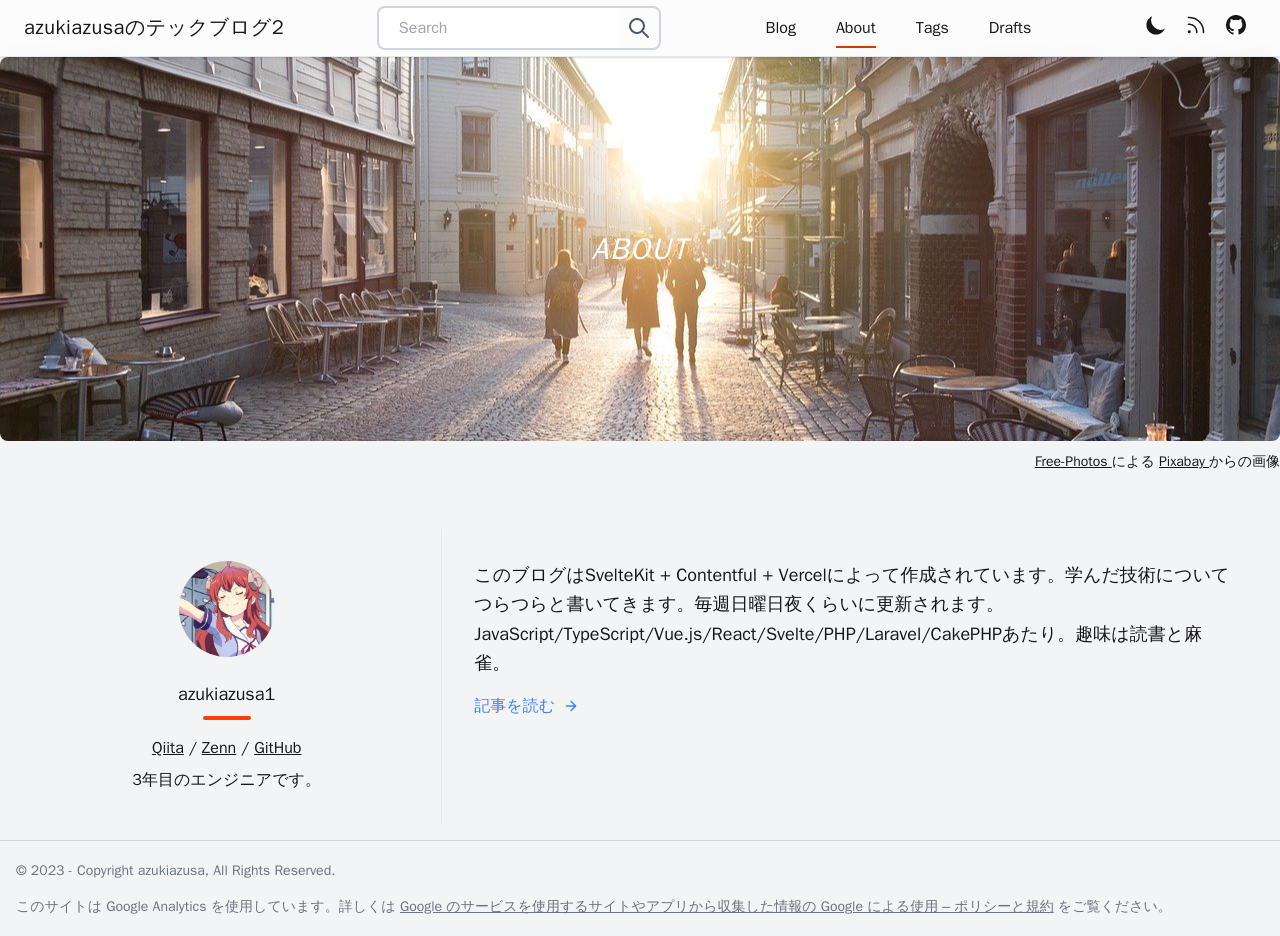 azukiazusaのテックブログ2
Search
Blog
About
Tags
Drafts
ABOUT
Free-Photos による Pixabay からの画像
このブログはSvelteKit + Contentful + Vercelによって作成されています。学んだ技術について
つらつらと書いてきます。毎週日曜日夜くらいに更新されます。
JavaScript/TypeScript/Vue.js/React/Svelte/PHP/Laravel/CakePHPあたり。趣味は読書と麻
雀。
記事を読む
azukiazusa1
Qiita / Zenn / GitHub
3年目のエンジニアです。
© 2023 - Copyright azukiazusa, All Rights Reserved.
このサイトは Google Analytics を使用しています。詳しくは Google のサービスを使用するサイトやアプリから収集した情報の Google による使用 – ポリシーと規約 をご覧ください。